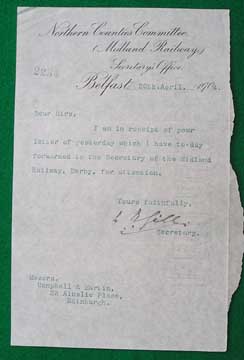 Northern Counties Committee
(Midland Railway)
Secretary's Office,
Belfast, 20th April, 1904.
Dear Sirs,
I am in receipt of your
letter of yesterday which I have to-day
forwarded to the Secretary of the Midland
Railway, Derby, for attention.
Yours faithfully,
Secretary.
Messrs.
Campbell & Martin,
22 Ainslie Place,
Edinburgh.